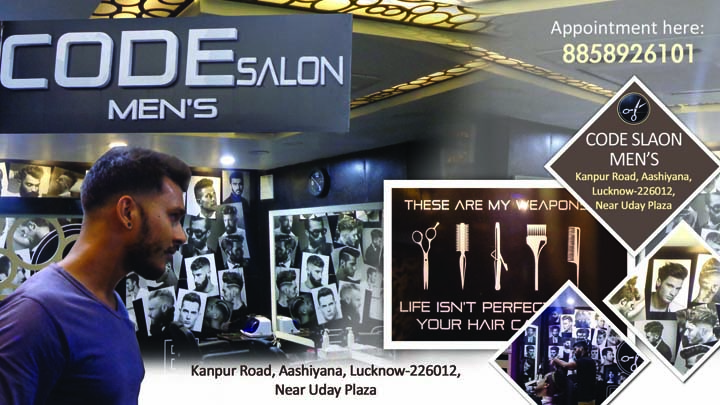 CODE SALON
MEN'S
Appointment here:
8858926101
CODE SLAON
MEN'S
Kanpur Road, Aashiyana,
Lucknow-226012,
Near Uday Plaza
THESE ARE MY WEAPONS
LIFE ISN'T PERFECT
YOUR HAIR
Kanpur Road, Aashiyana, Lucknow-226012,
Near Uday Plaza